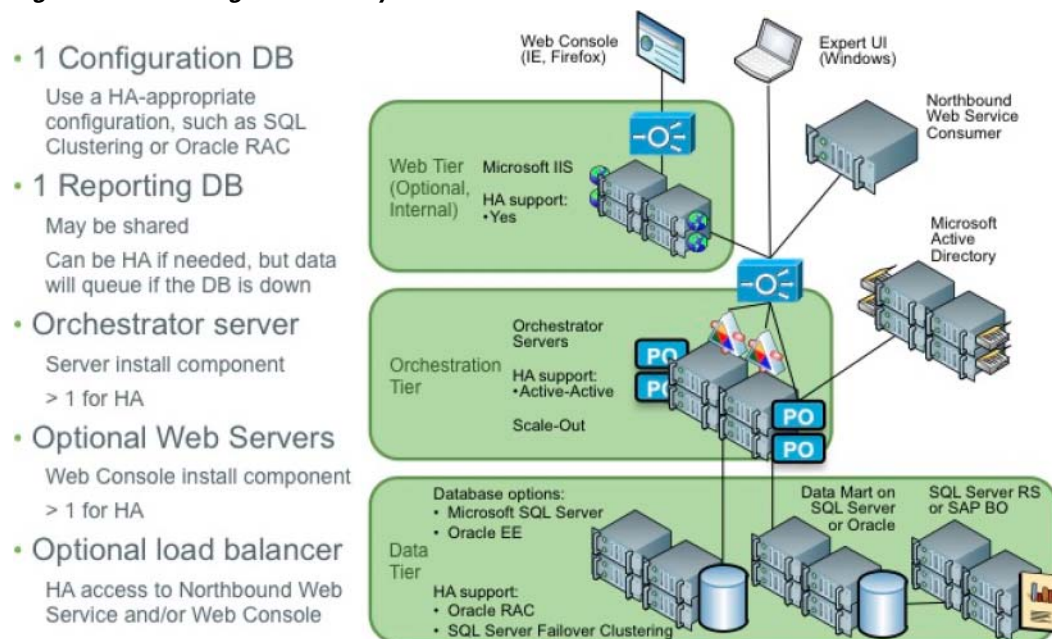 • 1 Configuration DB
Use a HA-appropriate
configuration, such as SQL
Clustering or Oracle RAC
• 1 Reporting DB
May be shared
Can be HA if needed, but data
will queue if the DB is down
• Orchestrator server
Server install component
> 1 for HA
• Optional Web Servers
Web Console install component
> 1 for HA
• Optional load balancer
HA access to Northbound Web
Service and/or Web Console
Web Console
(IE, Firefox)
Expert UI
(Windows)
Northbound
Web Service
Consumer
Web Tier
(Optional,
Internal)
Microsoft IIS
HA support:
•Yes
Microsoft
Active
Directory
Orchestration
Tier
Orchestrator
Servers
HA support:
•Active-Active
Scale-Out
PO
PO
PO
PO
Data
Tier
Database options:
• Microsoft SQL Server
• Oracle EE
HA support:
• Oracle RAC
• SQL Server Failover Clustering
Data Mart on
SQL Server
or Oracle
SQL Server RS
or SAP BO